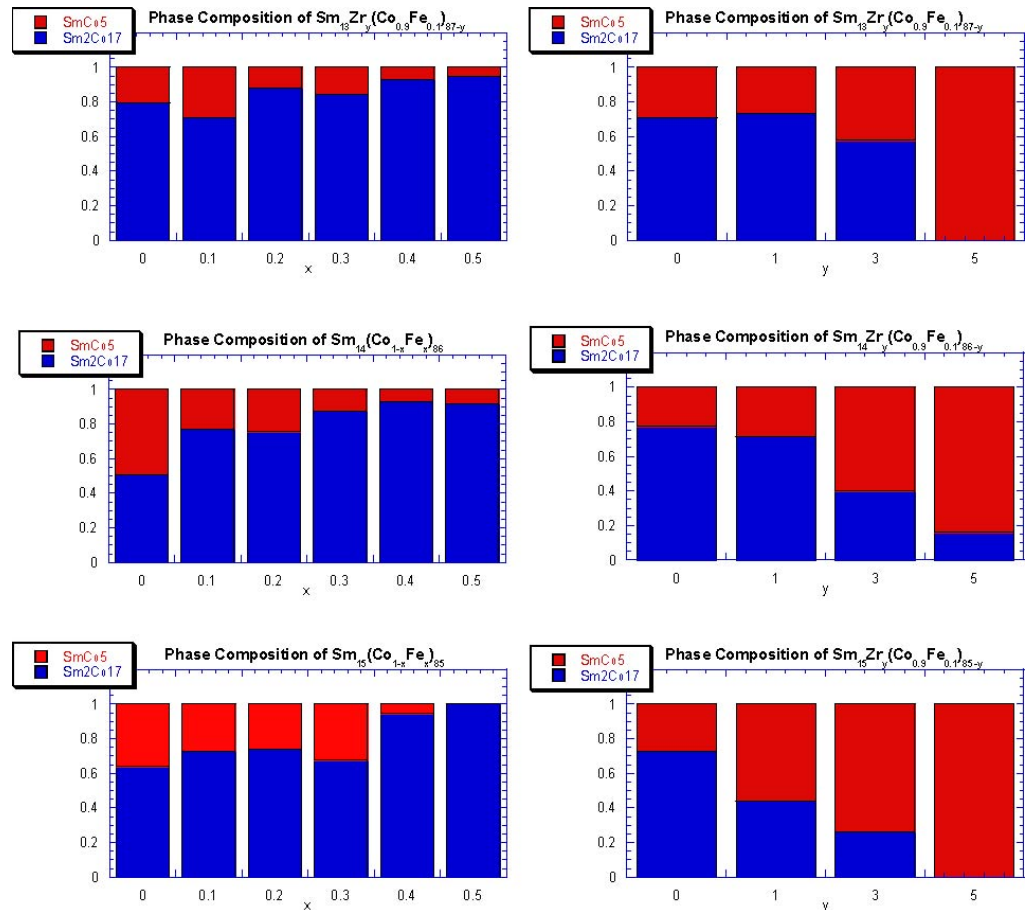 Phase Composition of Sm13Zry(Co0.9Fe0.1)87-y
SmCo5
Sm2Co17
1
0.8
0.6
0.4
0.2
0
0 0.1 0.2 0.3 0.4 0.5
x
Phase Composition of Sm13Zry(Co0.9Fe0.1)87-y
SmCo5
Sm2Co17
1
0.8
0.6
0.4
0.2
0
0 1 3 5
y
Phase Composition of Sm14(Co1-xFex)86
SmCo5
Sm2Co17
1
0.8
0.6
0.4
0.2
0
0 0.1 0.2 0.3 0.4 0.5
x
Phase Composition of Sm14Zry(Co0.9Fe0.1)86-y
SmCo5
Sm2Co17
1
0.8
0.6
0.4
0.2
0
0 1 3 5
y
Phase Composition of Sm15(Co1-xFex)85
SmCo5
Sm2Co17
1
0.8
0.6
0.4
0.2
0
0 0.1 0.2 0.3 0.4 0.5
x
Phase Composition of Sm15Zry(Co0.9Fe0.1)85-y
SmCo5
Sm2Co17
1
0.8
0.6
0.4
0.2
0
0 1 3 5
y